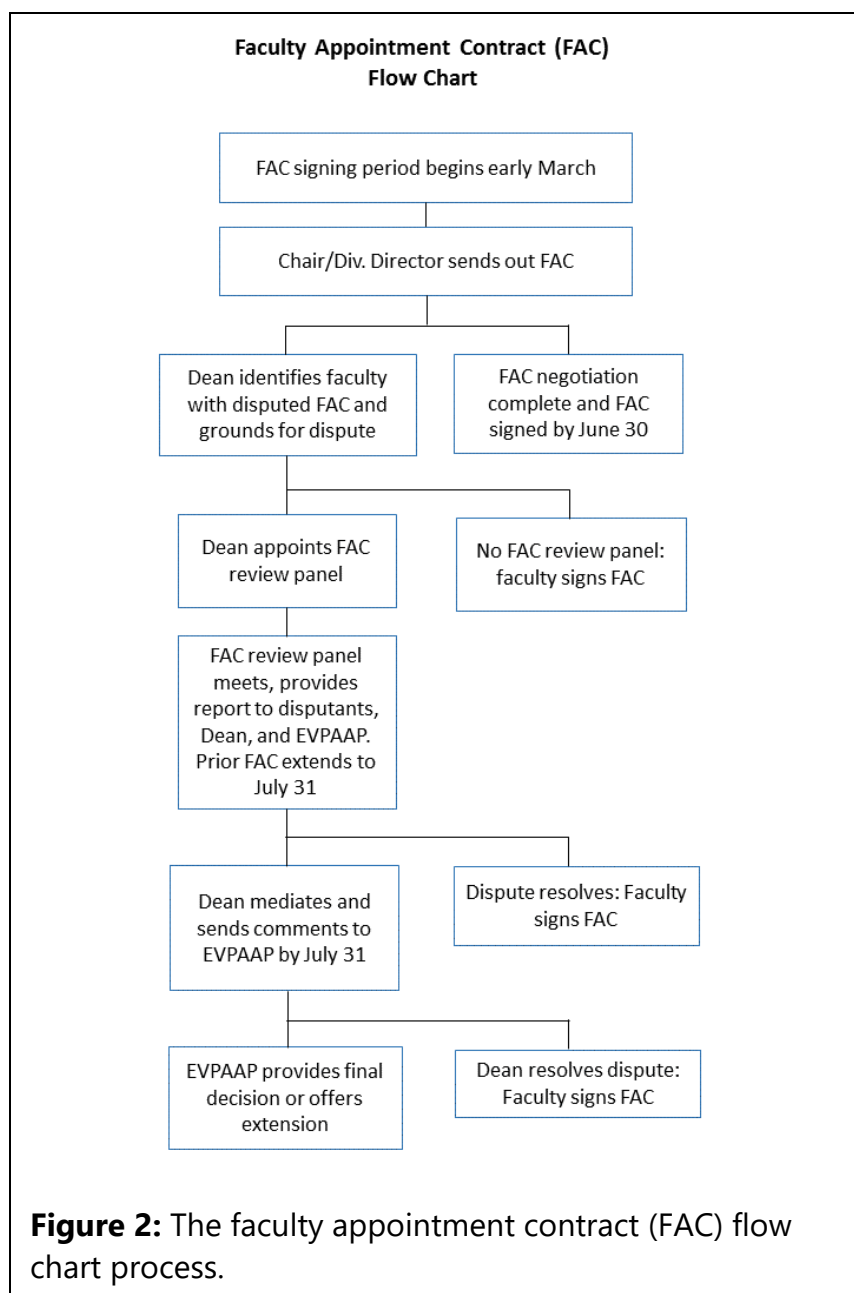 Faculty Appointment Contract (FAC)
Flow Chart
FAC signing period begins early March
Chair/Div. Director sends out FAC
Dean identifies faculty
with disputed FAC and
grounds for dispute
FAC negotiation
complete and FAC
signed by June 30
Dean appoints FAC
review panel
No FAC review panel:
faculty signs FAC
FAC review panel
meets, provides
report to disputants,
Dean, and EVPAAP.
Prior FAC extends to
July 31
Dean mediates and
sends comments to
EVPAAP by July 31
Dispute resolves: Faculty
signs FAC
EVPAAP provides final
decision or offers
extension
Dean resolves dispute:
Faculty signs FAC
Figure 2: The faculty appointment contract (FAC) flow
chart process.